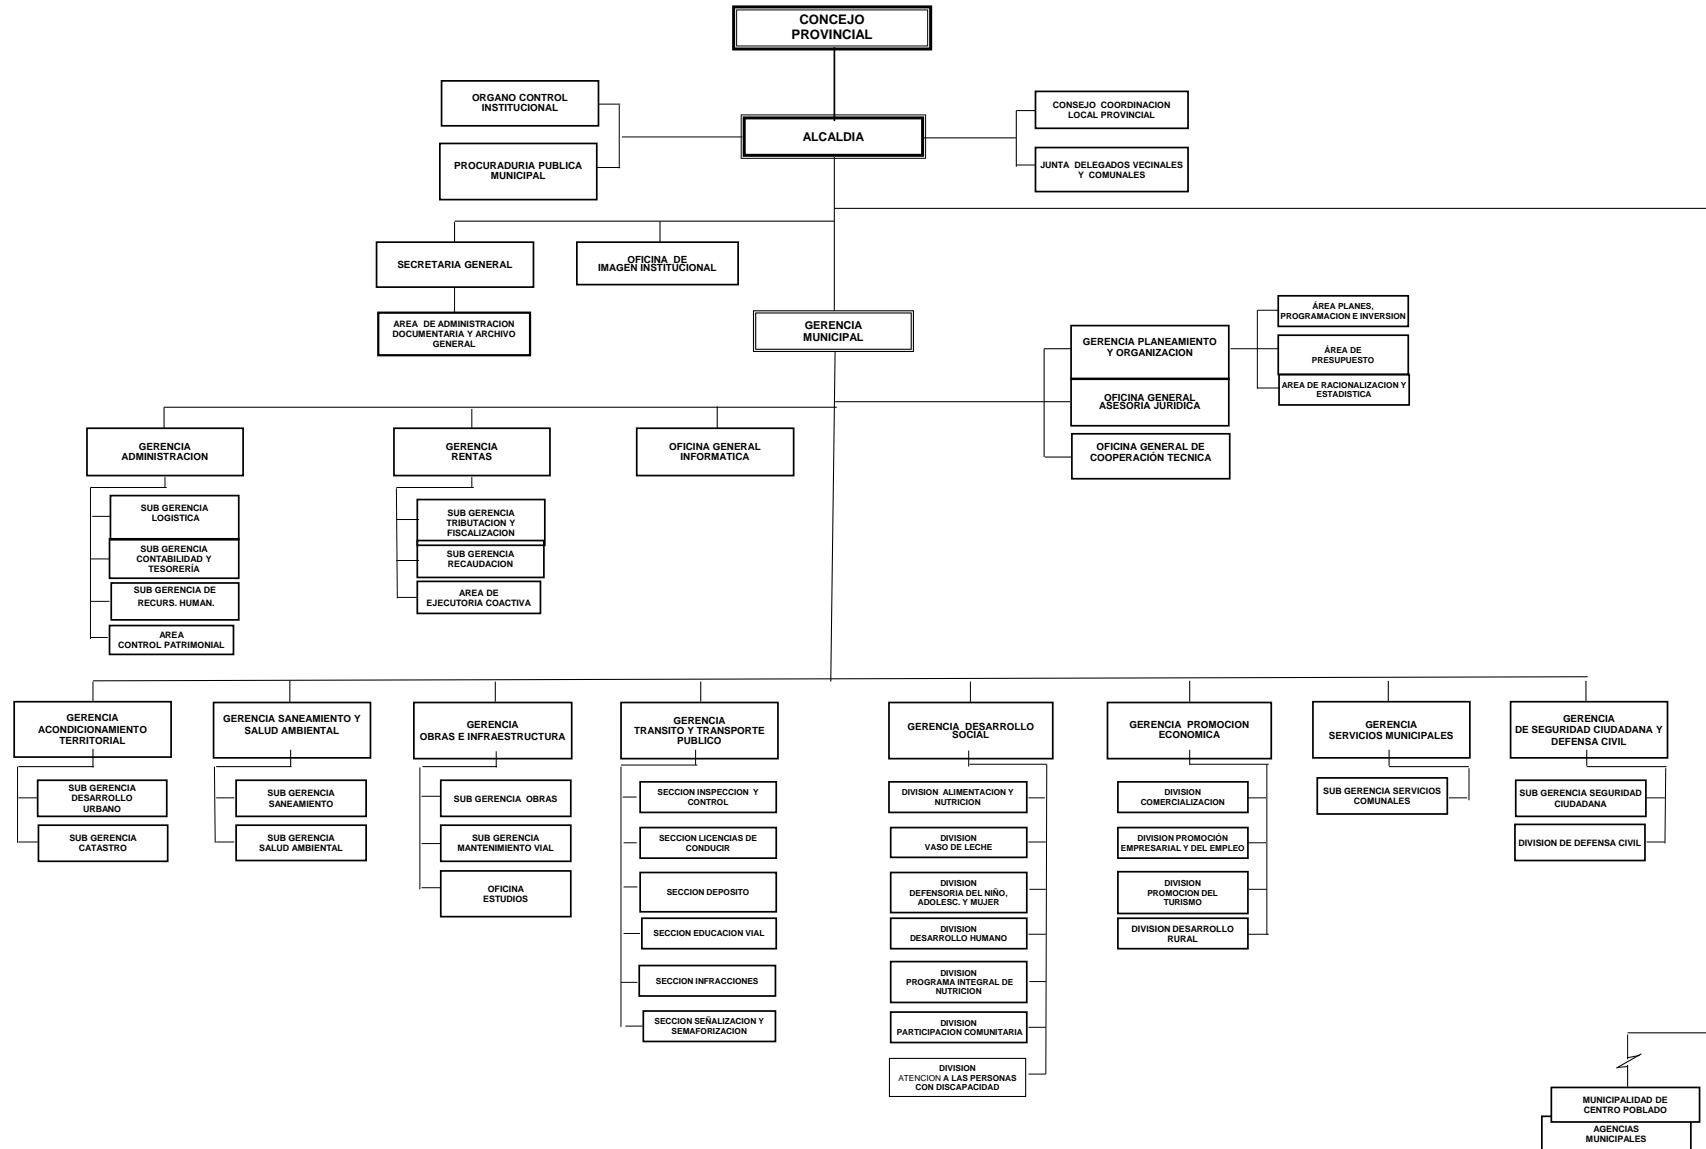 CONCEJO
PROVINCIAL
ORGANO CONTROL
INSTITUCIONAL
CONSEJO COORDINACION
LOCAL PROVINCIAL
ALCALDIA
PROCURADURIA PUBLICA
MUNICIPAL
JUNTA DELEGADOS VECINALES
Y COMUNALES
SECRETARIA GENERAL
OFICINA DE
IMAGEN INSTITUCIONAL
AREA DE ADMINISTRACION
DOCUMENTARIA Y ARCHIVO
GENERAL
GERENCIA
MUNICIPAL
GERENCIA PLANEAMIENTO
Y ORGANIZACION
ÁREA PLANES,
PROGRAMACION E INVERSION
ÁREA DE
PRESUPUESTO
AREA DE RACIONALIZACION Y
ESTADISTICA
OFICINA GENERAL
ASESORIA JURIDICA
OFICINA GENERAL DE
COOPERACIÓN TECNICA
GERENCIA
ADMINISTRACION
GERENCIA
RENTAS
OFICINA GENERAL
INFORMATICA
SUB GERENCIA
LOGISTICA
SUB GERENCIA
CONTABILIDAD Y
TESORERÍA
SUB GERENCIA DE
RECURS. HUMAN.
AREA
CONTROL PATRIMONIAL
SUB GERENCIA
TRIBUTACION Y
FISCALIZACION
SUB GERENCIA
RECAUDACION
AREA DE
EJECUTORIA COACTIVA
GERENCIA
ACONDICIONAMIENTO
TERRITORIAL
GERENCIA SANEAMIENTO Y
SALUD AMBIENTAL
GERENCIA
OBRAS E INFRAESTRUCTURA
GERENCIA
TRANSITO Y TRANSPORTE
PUBLICO
GERENCIA DESARROLLO
SOCIAL
GERENCIA PROMOCION
ECONOMICA
GERENCIA
SERVICIOS MUNICIPALES
GERENCIA
DE SEGURIDAD CIUDADANA Y
DEFENSA CIVIL
SUB GERENCIA
DESARROLLO
URBANO
SUB GERENCIA
CATASTRO
SUB GERENCIA
SANEAMIENTO
SUB GERENCIA
SALUD AMBIENTAL
SUB GERENCIA OBRAS
SUB GERENCIA
MANTENIMIENTO VIAL
OFICINA
ESTUDIOS
SECCION INSPECCION Y
CONTROL
SECCION LICENCIAS DE
CONDUCIR
SECCION DEPOSITO
SECCION EDUCACION VIAL
SECCION INFRACCIONES
SECCION SEÑALIZACION Y
SEMAFORIZACION
DIVISION ALIMENTACION Y
NUTRICION
DIVISION
VASO DE LECHE
DIVISION
DEFENSORIA DEL NIÑO,
ADOLESC. Y MUJER
DIVISION
DESARROLLO HUMANO
DIVISION
PROGRAMA INTEGRAL DE
NUTRICION
DIVISION
PARTICIPACION COMUNITARIA
DIVISION
ATENCION A LAS PERSONAS
CON DISCAPACIDAD
DIVISION
COMERCIALIZACION
DIVISION PROMOCIÓN
EMPRESARIAL Y DEL EMPLEO
DIVISION
PROMOCION DEL
TURISMO
DIVISION DESARROLLO
RURAL
SUB GERENCIA SERVICIOS
COMUNALES
SUB GERENCIA SEGURIDAD
CIUDADANA
DIVISION DE DEFENSA CIVIL
MUNICIPALIDAD DE
CENTRO POBLADO
AGENCIAS
MUNICIPALES